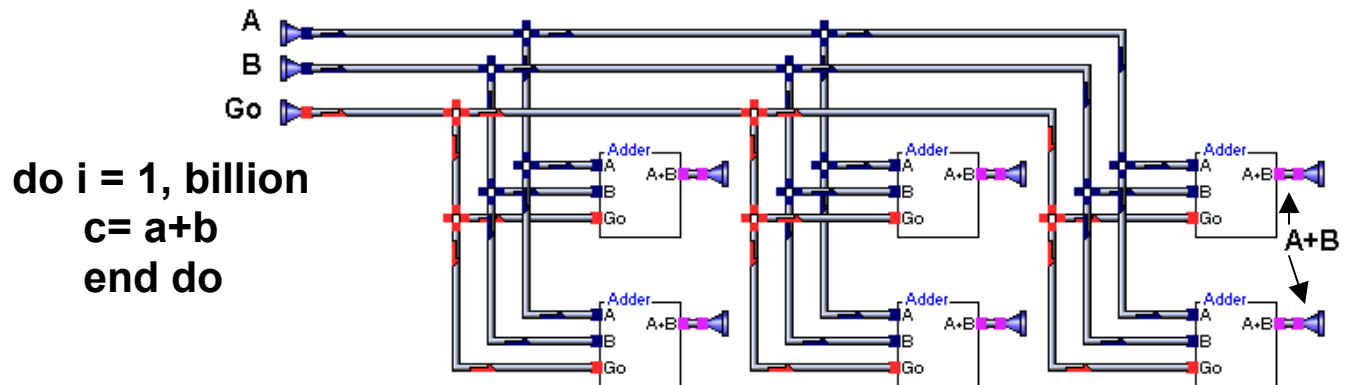 A
B
Go
do i = 1, billion
c= a+b
end do
Adder
A
A+B
B
Go
Adder
A
A+B
B
Go
Adder
A
A+B
B
Go
A+B
Adder
A
A+B
B
Go
Adder
A
A+B
B
Go
Adder
A
A+B
B
Go